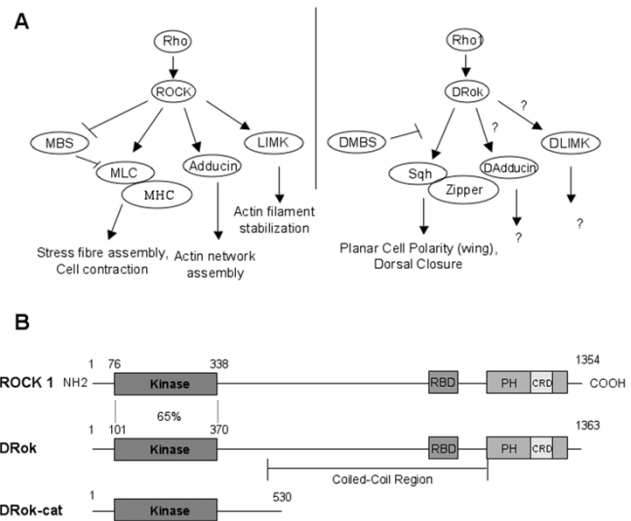 A
Rho
ROCK
MBS
MLC
MHC
Adducin
LIMK
Actin filament
stabilization
Stress fibre assembly,
Cell contraction
Actin network
assembly
Rho1
DRok
?
?
DMBS
Sqh
Zipper
DAdducin
DLIMK
?
?
Planar Cell Polarity (wing),
Dorsal Closure
B
1 76 338 1354
ROCK 1 NH2 Kinase RBD PH CRD COOH
65%
1 101 370 1363
DRok Kinase RBD PH CRD
Coiled-Coil Region
1 530
DRok-cat Kinase